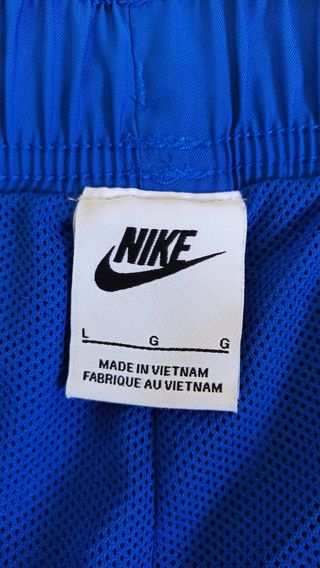 NIKE
L G G
MADE IN VIETNAM
FABRIQUE AU VIETNAM